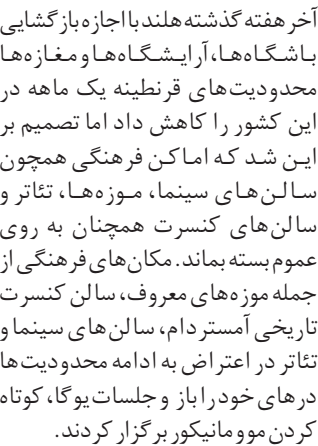 آخر هفته گذشته هلند با اجازه بازگشایی
باشگاه‌ها، آرایشگاه‌ها و مغازه‌ها
محدودیت‌های قرنطینه یک ماهه در
این کشور را کاهش داد اما تصمیم بر
این شد که اماکن فرهنگی همچون
سالن‌های سینما، موزه‌ها، تئاتر و
سالن‌های کنسرت همچنان به روی
عموم بسته بماند. مکان‌های فرهنگی از
جمله موزه‌های معروف، سالن کنسرت
تاریخی آمستردام، سالن‌های سینما و
تئاتر در اعتراض به ادامه محدودیت‌ها
درهای خود را باز و جلسات یوگا، کوتاه
کردن مو و مانیکور برگزار کردند.